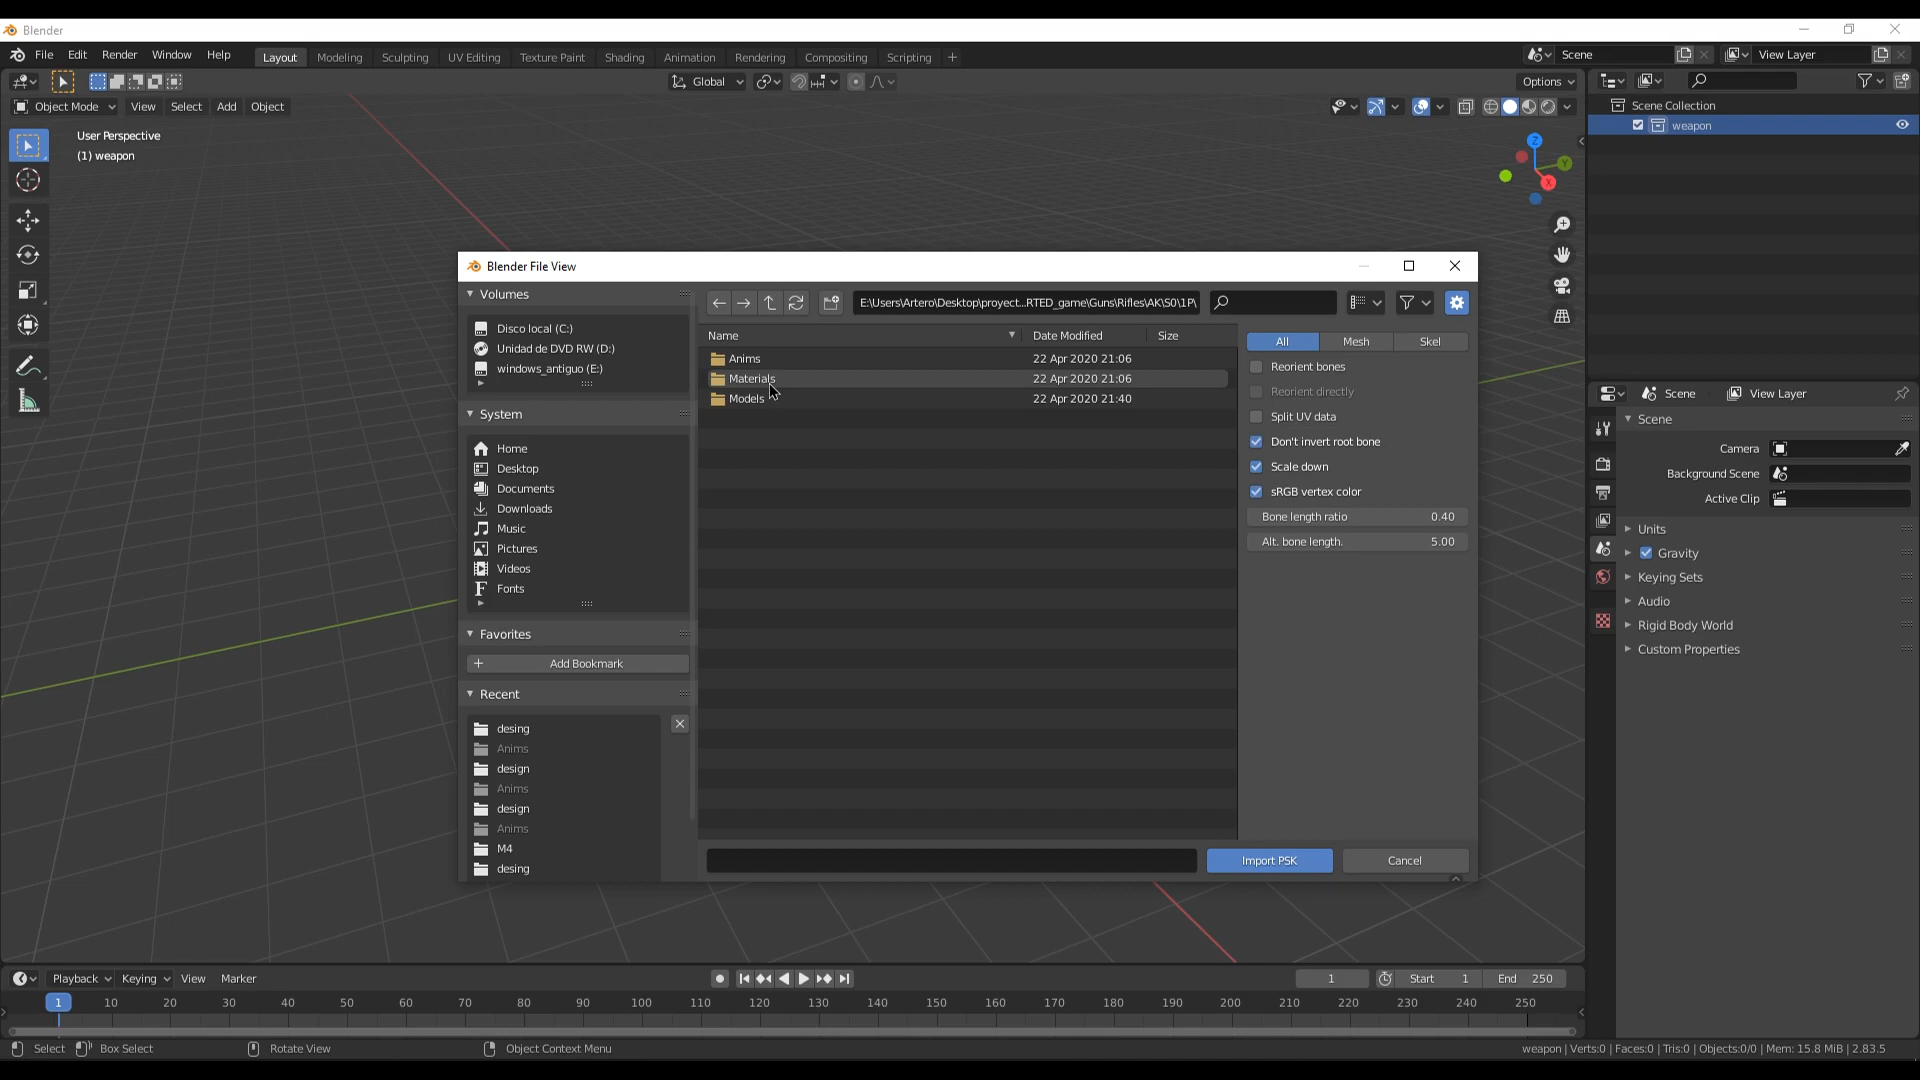 Blender
File Edit Render Window Help Layout Modeling Sculpting UV Editing Texture Paint Shading Animation Rendering Compositing Scripting + Scene View Layer
Global Options
Object Mode View Select Add Object
User Perspective
(1) weapon
Z
Y
X
Scene Collection
weapon
Blender File View
Volumes
Disco local (C:)
Unidad de DVD RW (D:)
windows_antiguo (E:)
System
Home
Desktop
Documents
Downloads
Music
Pictures
Videos
Fonts
Favorites
+ Add Bookmark
Recent
desing
Anims
design
Anims
design
Anims
M4
desing
E:\Users\Artero\Desktop\proyect...RTED_game\Guns\Rifles\AK\S0\1P\
Name Date Modified Size
Anims 22 Apr 2020 21:06
Materials 22 Apr 2020 21:06
Models 22 Apr 2020 21:40
All Mesh Skel
Reorient bones
Reorient directly
Split UV data
Don't invert root bone
Scale down
sRGB vertex color
Bone length ratio 0.40
Alt. bone length. 5.00
Import PSK Cancel
Scene View Layer
Scene
Camera
Background Scene
Active Clip
Units
Gravity
Keying Sets
Audio
Rigid Body World
Custom Properties
Playback Keying View Marker 1 Start 1 End 250
1 10 20 30 40 50 60 70 80 90 100 110 120 130 140 150 160 170 180 190 200 210 220 230 240 250
Select Box Select Rotate View Object Context Menu weapon | Verts:0 | Faces:0 | Tris:0 | Objects:0/0 | Mem: 15.8 MiB | 2.83.5